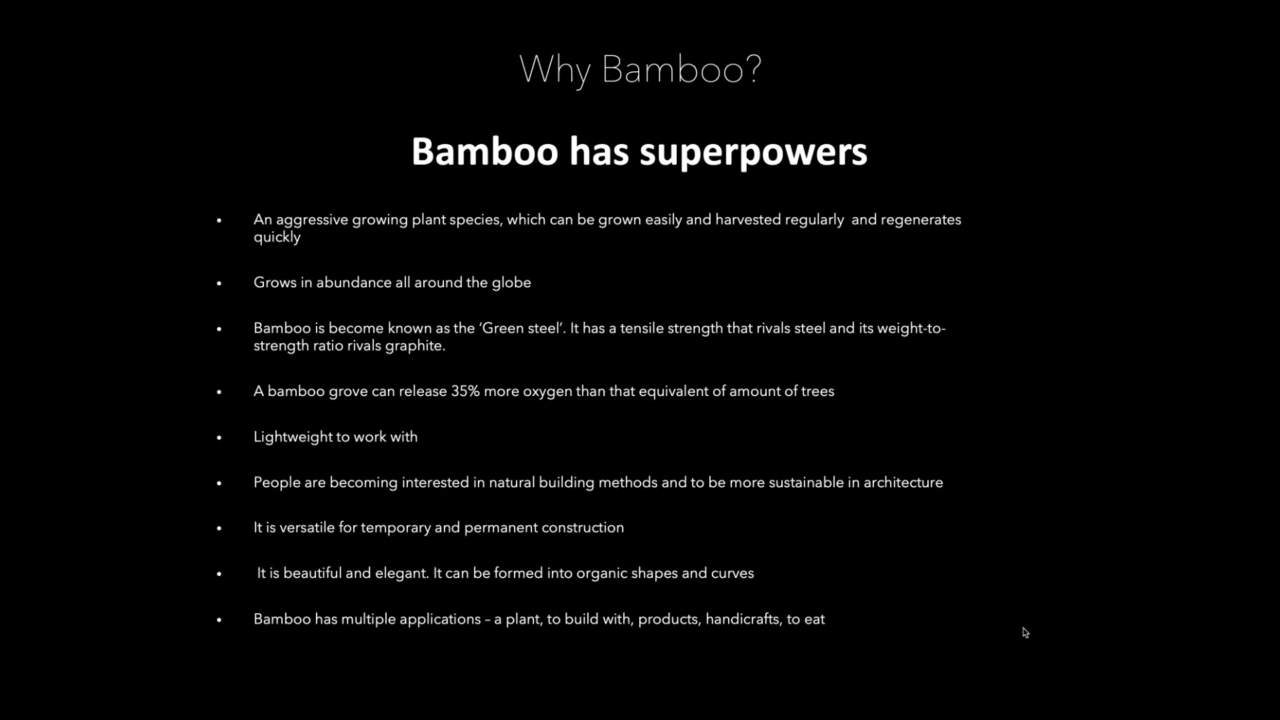 Why Bamboo?
Bamboo has superpowers
• An aggressive growing plant species, which can be grown easily and harvested regularly  and regenerates
quickly
• Grows in abundance all around the globe
• Bamboo is become known as the ‘Green steel’. It has a tensile strength that rivals steel and its weight-to-
strength ratio rivals graphite.
• A bamboo grove can release 35% more oxygen than that equivalent of amount of trees
• Lightweight to work with
• People are becoming interested in natural building methods and to be more sustainable in architecture
• It is versatile for temporary and permanent construction
• It is beautiful and elegant. It can be formed into organic shapes and curves
• Bamboo has multiple applications – a plant, to build with, products, handicrafts, to eat